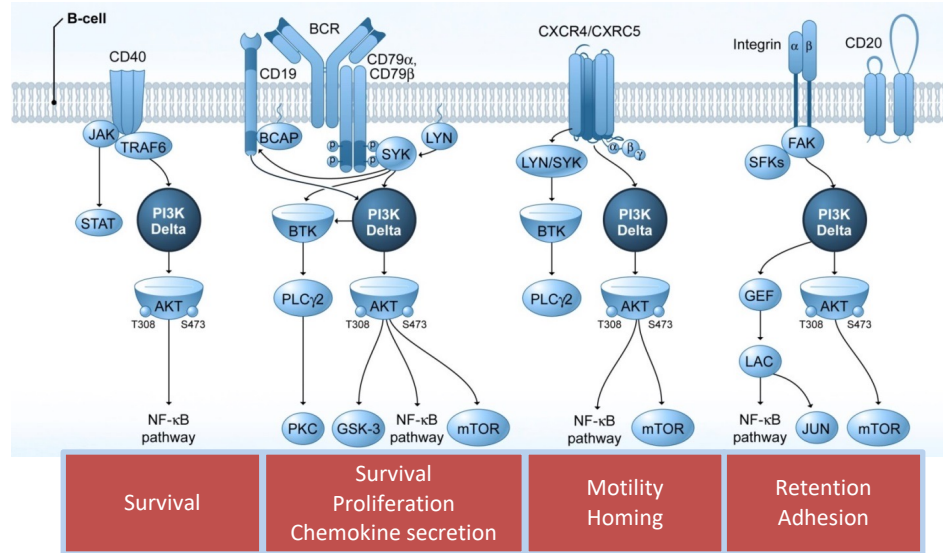 B-cell
CD40
JAK
TRAF6
STAT
PI3K
Delta
AKT
T308
S473
NF-κB
pathway
BCR
CD19
CD79α,
CD79β
BCAP
P
P
P
P
SYK
LYN
BTK
PI3K
Delta
PLCγ2
AKT
T308
S473
PKC
GSK-3
NF-κB
pathway
mTOR
CXCR4/CXRC5
α
β
γ
LYN/SYK
BTK
PI3K
Delta
PLCγ2
AKT
T308
S473
NF-κB
pathway
mTOR
Integrin
α
β
CD20
FAK
SFKs
PI3K
Delta
GEF
AKT
T308
S473
LAC
NF-κB
pathway
JUN
mTOR
Survival
Survival
Proliferation
Chemokine secretion
Motility
Homing
Retention
Adhesion